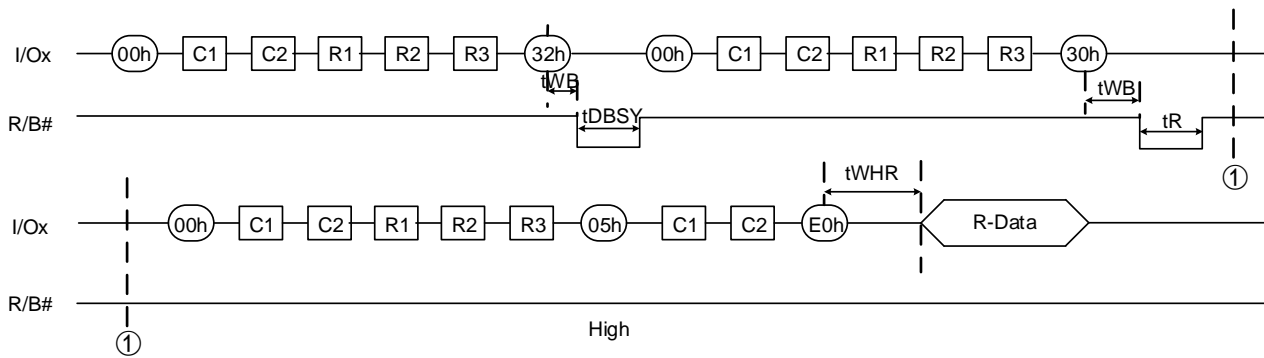 I/Ox 00h C1 C2 R1 R2 R3 32h 00h C1 C2 R1 R2 R3 30h
tWB tWB
R/B# tDBSY tR
①
tWHR
I/Ox 00h C1 C2 R1 R2 R3 05h C1 C2 E0h R-Data
R/B#
High
①